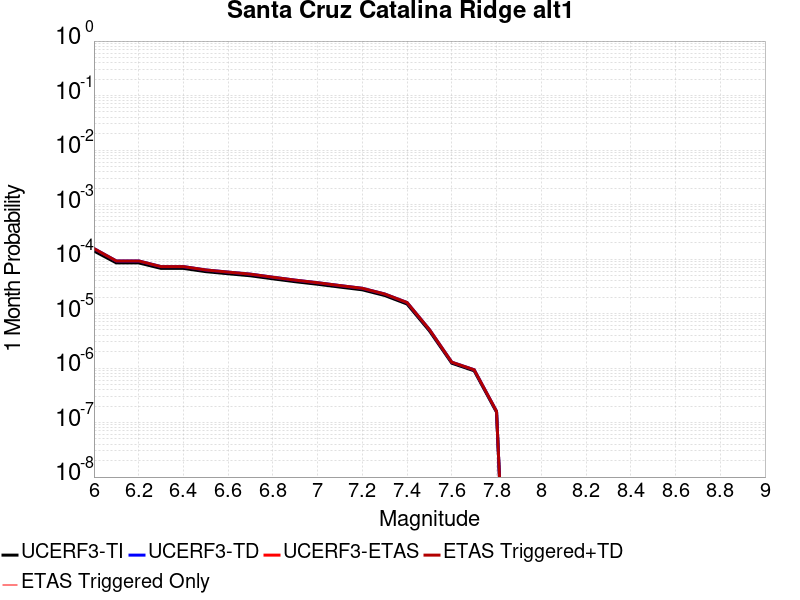 Santa Cruz Catalina Ridge alt1
10^0
10^-1
10^-2
10^-3
10^-4
10^-5
10^-6
10^-7
10^-8
1 Month Probability
6 6.2 6.4 6.6 6.8 7 7.2 7.4 7.6 7.8 8 8.2 8.4 8.6 8.8 9
Magnitude
UCERF3-TI UCERF3-TD UCERF3-ETAS ETAS Triggered+TD
ETAS Triggered Only